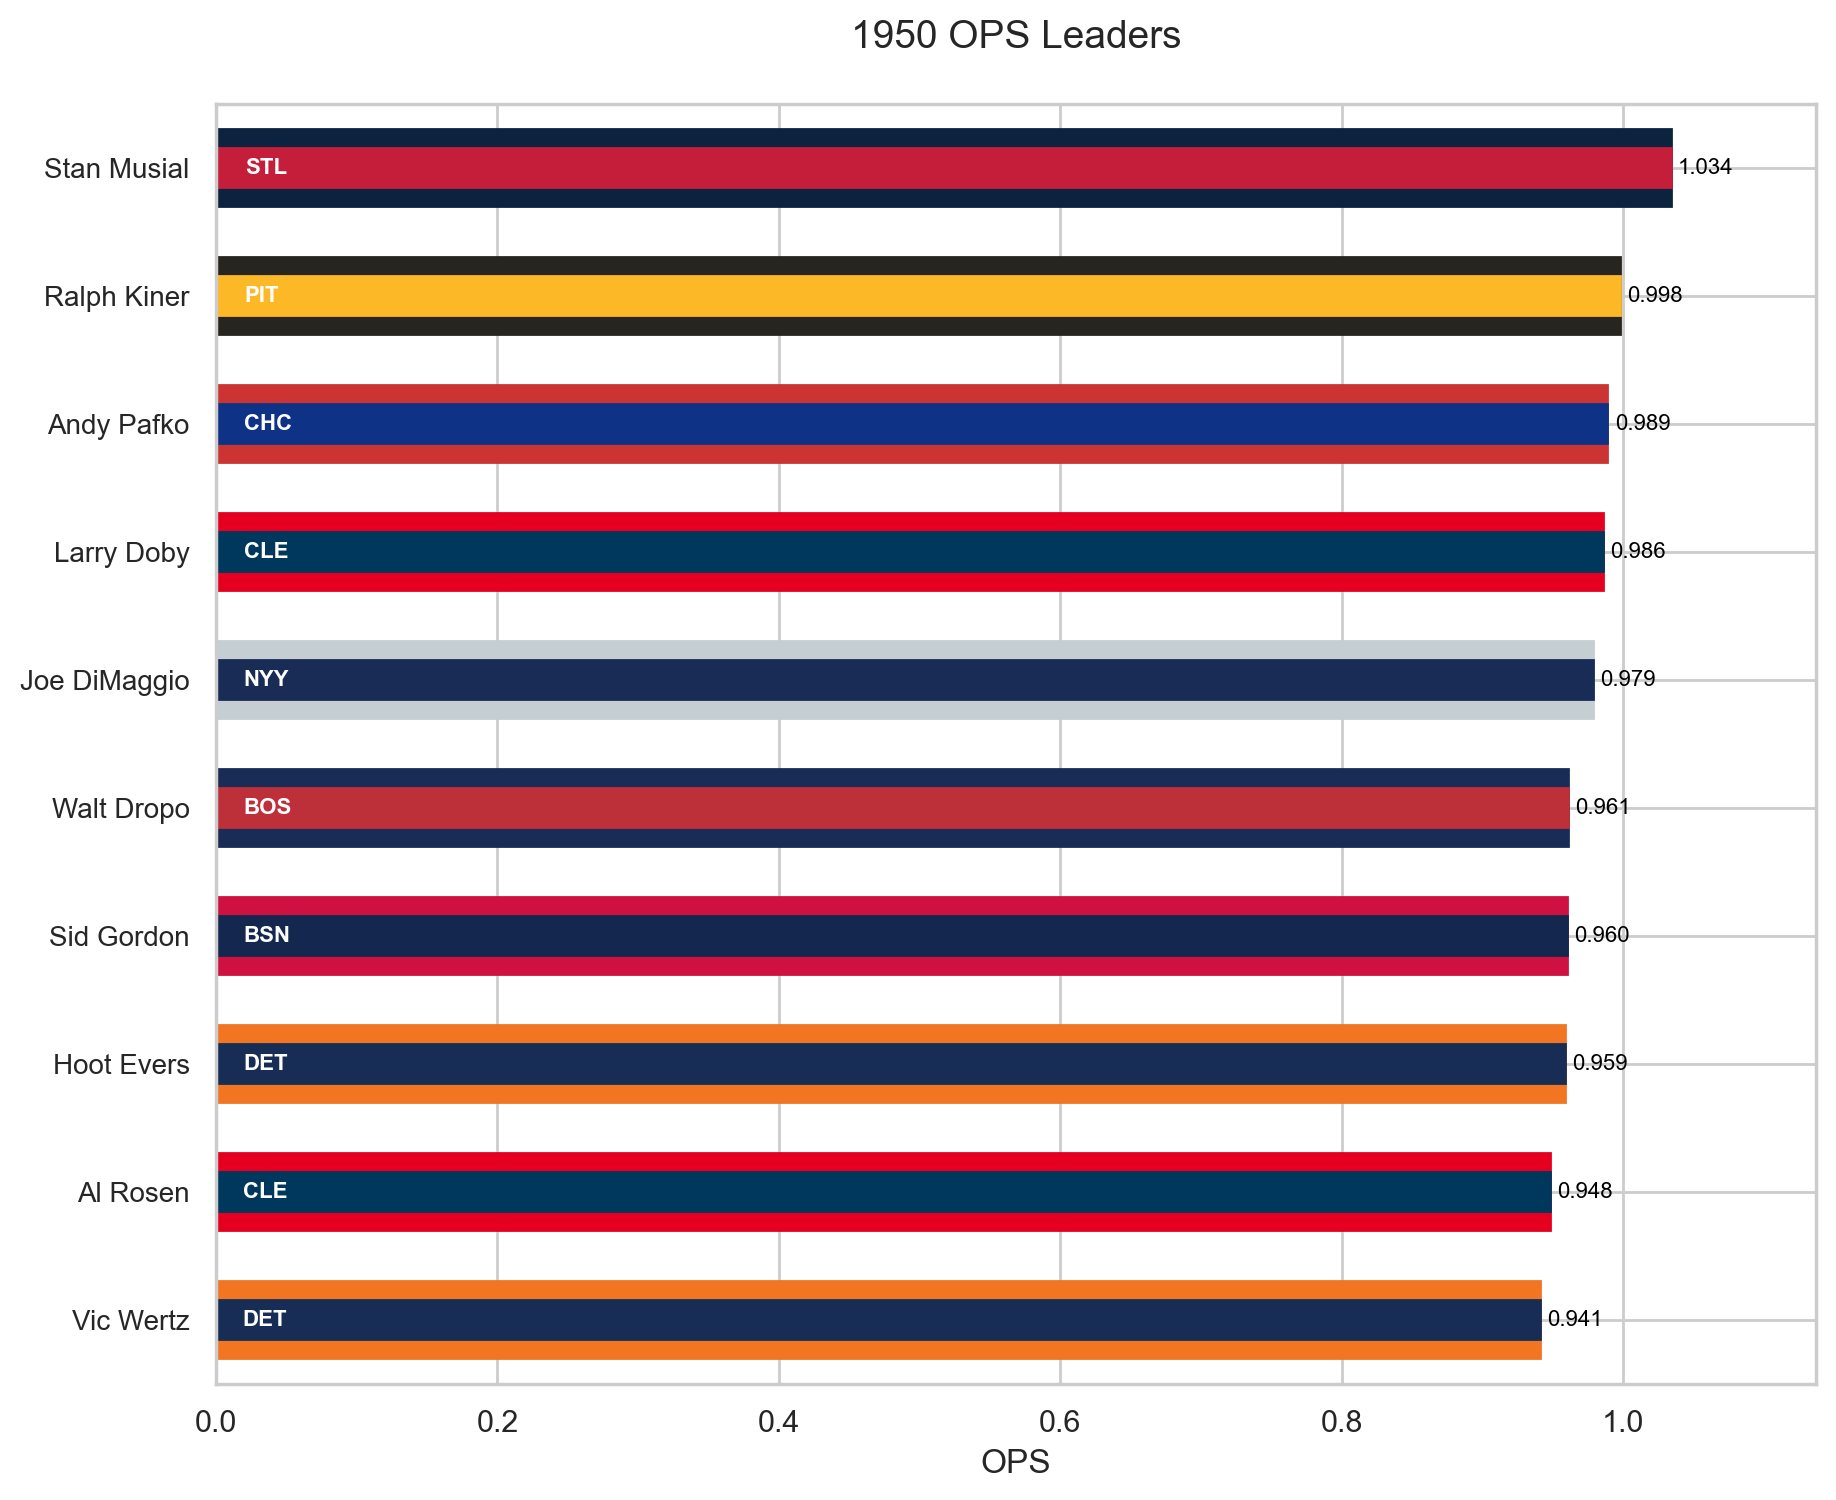 1950 OPS Leaders
Stan Musial STL 1.034
Ralph Kiner PIT 0.998
Andy Pafko CHC 0.989
Larry Doby CLE 0.986
Joe DiMaggio NYY 0.979
Walt Dropo BOS 0.961
Sid Gordon BSN 0.960
Hoot Evers DET 0.959
Al Rosen CLE 0.948
Vic Wertz DET 0.941
0.0 0.2 0.4 0.6 0.8 1.0
OPS